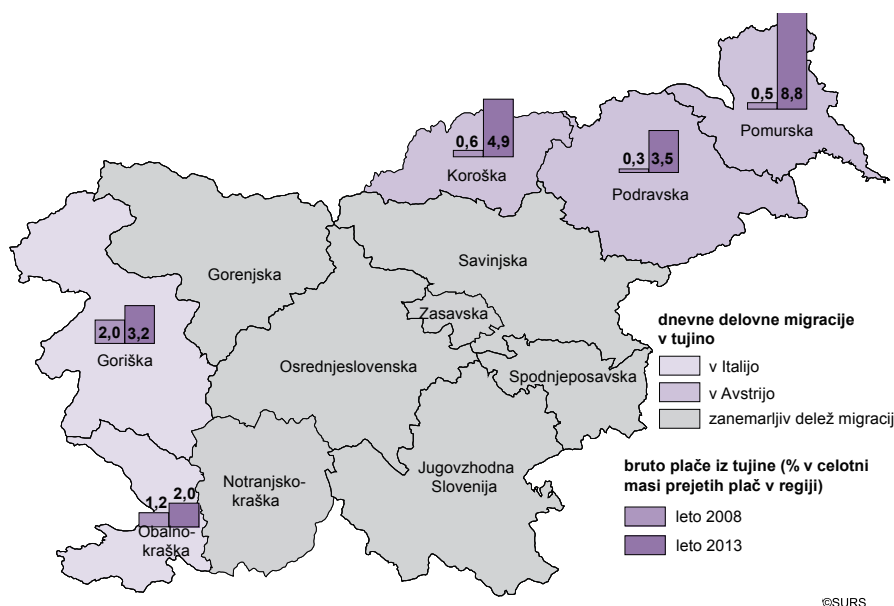 0,5 8,8
Pomurska
0,6 4,9
Koroška
0,3 3,5
Podravska
Gorenjska
Savinjska
Zasavska
2,0 3,2
Goriška
Osrednjeslovenska
Spodnjeposavska
Notranjsko-
kraška
Jugovzhodna
Slovenija
1,2 2,0
Obalno-
kraška
dnevne delovne migracije
v tujino
v Italijo
v Avstrijo
zanemarljiv delež migracij
bruto plače iz tujine (% v celotni
masi prejetih plač v regiji)
leto 2008
leto 2013
©SURS